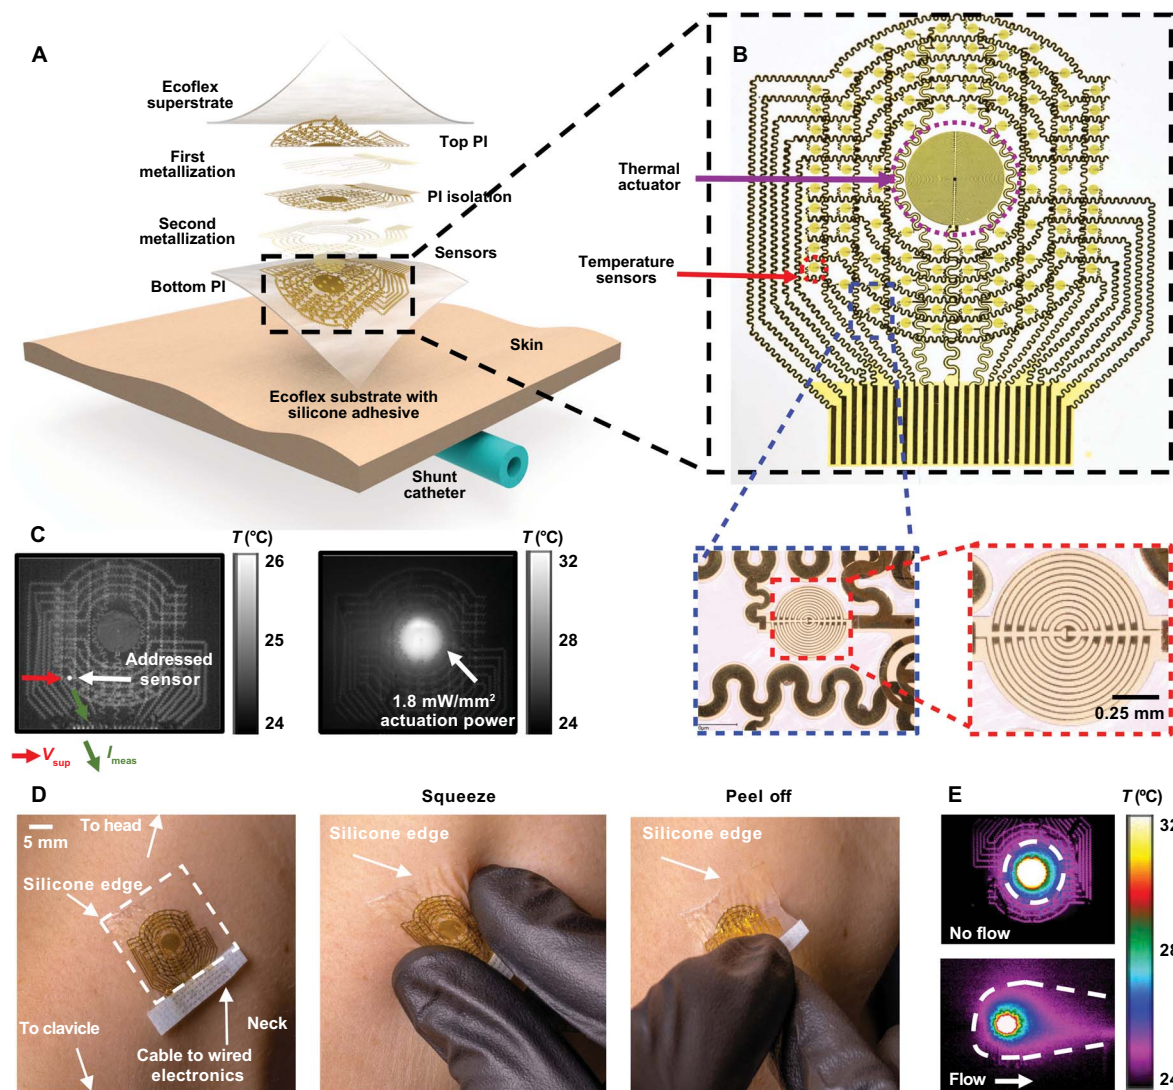 A
Ecoflex
superstrate
Top PI
First
metallization
PI isolation
Second
metallization
Sensors
Bottom PI
Skin
Ecoflex substrate with
silicone adhesive
Shunt
catheter
B
Thermal
actuator
Temperature
sensors
0.25 mm
C
T (°C)
26
25
24
Addressed
sensor
V sup
I meas
T (°C)
32
28
24
1.8 mW/mm²
actuation power
D
5 mm
To head
Silicone edge
To clavicle
Neck
Cable to wired
electronics
Squeeze
Silicone edge
Peel off
Silicone edge
E
T (°C)
32
28
24
No flow
Flow